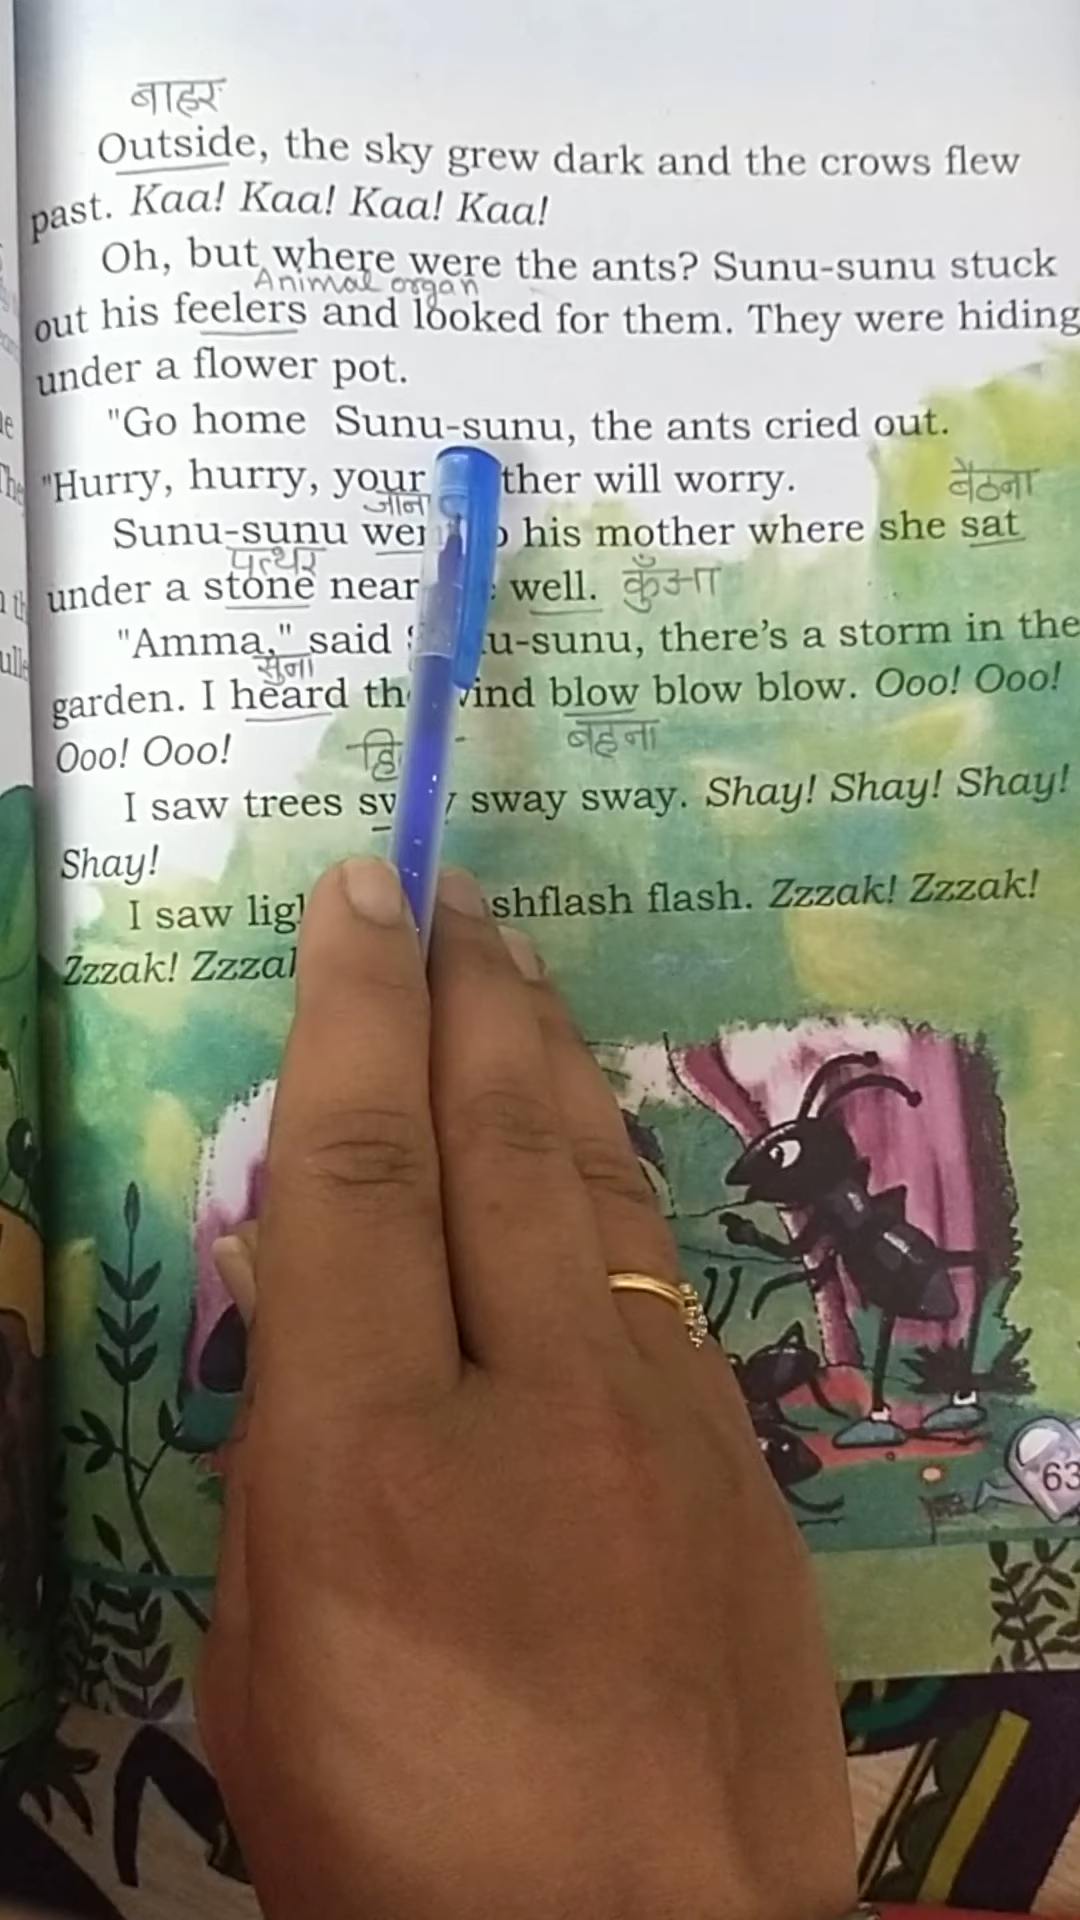 बाहर
Outside, the sky grew dark and the crows flew
past. Kaa! Kaa! Kaa! Kaa!
Oh, but where were the ants? Sunu-sunu stuck
Animal organ
out his feelers and looked for them. They were hiding
under a flower pot.
"Go home Sunu-sunu, the ants cried out.
"Hurry, hurry, your ther will worry.
जाना बैठना
Sunu-sunu wen his mother where she sat
पत्थर
under a stone near well. कुँआ
"Amma," said u-sunu, there's a storm in the
सुना
garden. I heard th ind blow blow blow. Ooo! Ooo!
बहना
Ooo! Ooo! हि
I saw trees sw y sway sway. Shay! Shay! Shay!
Shay!
I saw lig shflash flash. Zzzak! Zzzak!
Zzzak! Zzzak
63